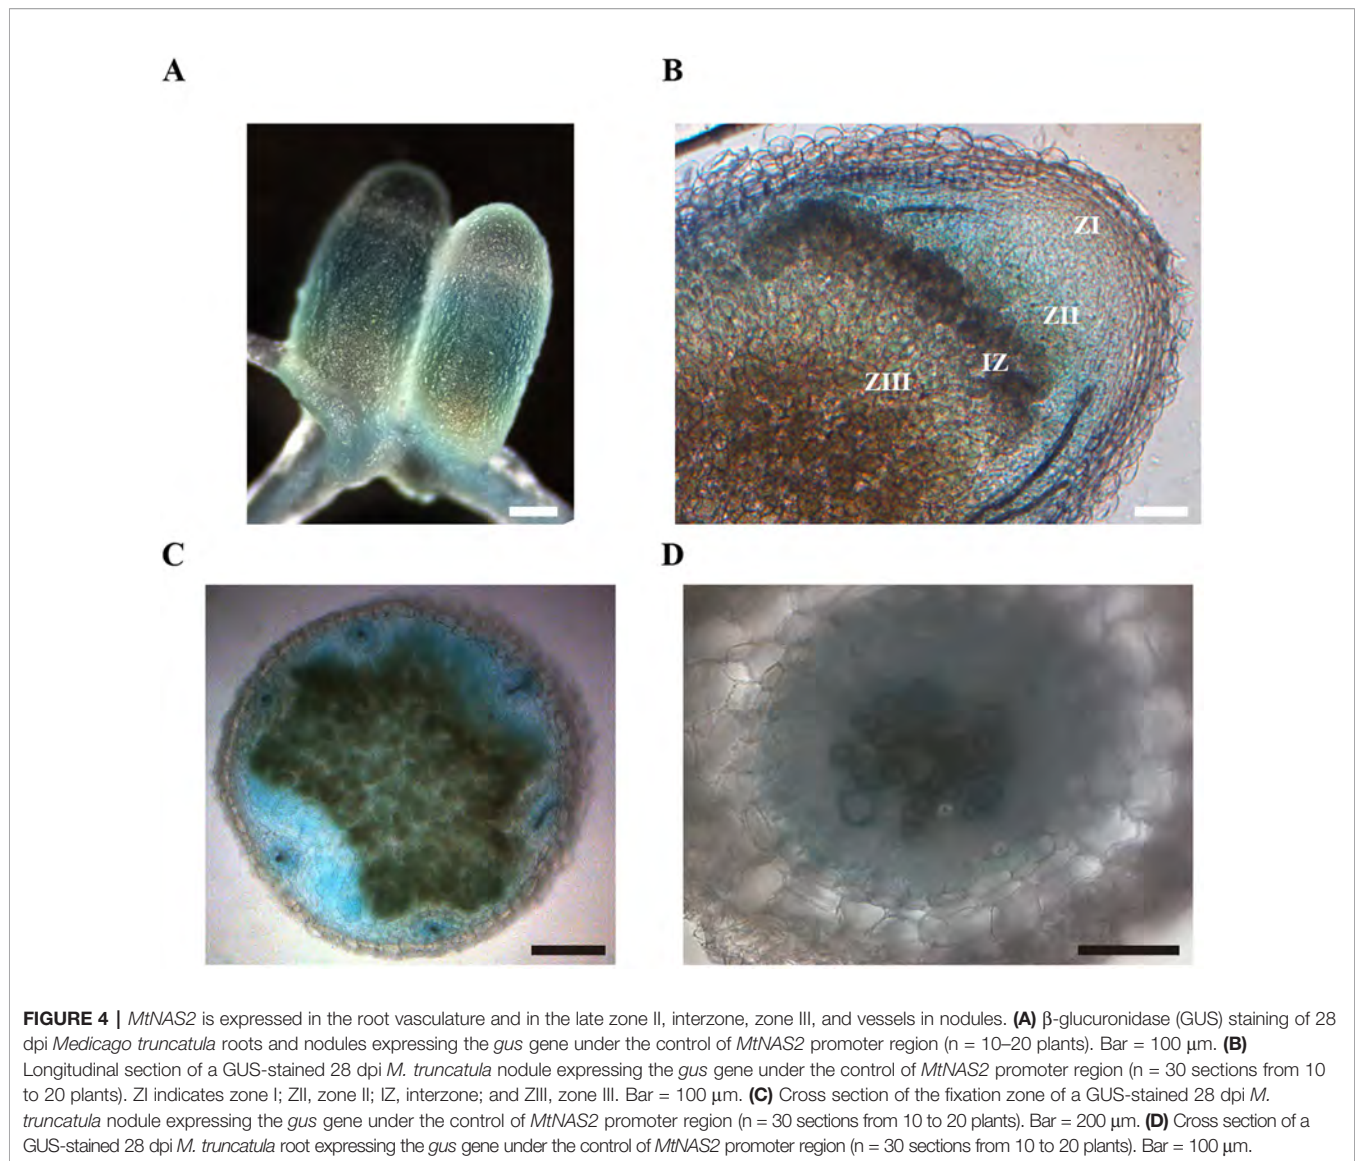 A
B
ZI
ZII
IZ
ZIII
C
D
FIGURE 4 | MtNAS2 is expressed in the root vasculature and in the late zone II, interzone, zone III, and vessels in nodules. (A) β-glucuronidase (GUS) staining of 28
dpi Medicago truncatula roots and nodules expressing the gus gene under the control of MtNAS2 promoter region (n = 10–20 plants). Bar = 100 μm. (B)
Longitudinal section of a GUS-stained 28 dpi M. truncatula nodule expressing the gus gene under the control of MtNAS2 promoter region (n = 30 sections from 10
to 20 plants). ZI indicates zone I; ZII, zone II; IZ, interzone; and ZIII, zone III. Bar = 100 μm. (C) Cross section of the fixation zone of a GUS-stained 28 dpi M.
truncatula nodule expressing the gus gene under the control of MtNAS2 promoter region (n = 30 sections from 10 to 20 plants). Bar = 200 μm. (D) Cross section of a
GUS-stained 28 dpi M. truncatula root expressing the gus gene under the control of MtNAS2 promoter region (n = 30 sections from 10 to 20 plants). Bar = 100 μm.